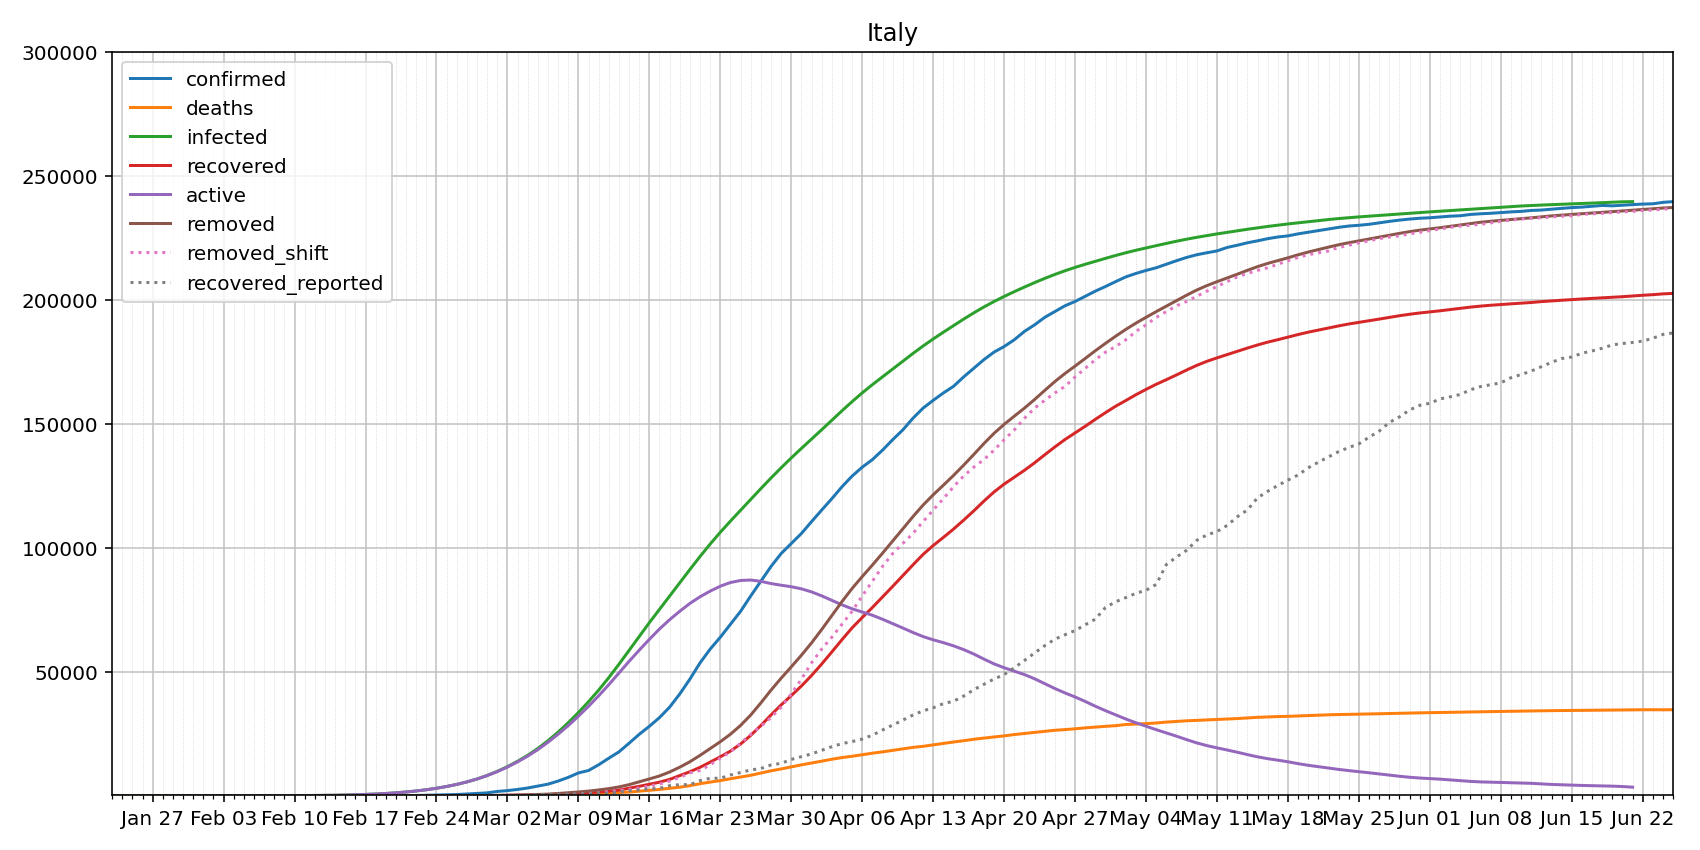 Italy
300000
250000
200000
150000
100000
50000
confirmed
deaths
infected
recovered
active
removed
removed_shift
recovered_reported
Jan 27 Feb 03 Feb 10 Feb 17 Feb 24 Mar 02 Mar 09 Mar 16 Mar 23 Mar 30 Apr 06 Apr 13 Apr 20 Apr 27 May 04 May 11 May 18 May 25 Jun 01 Jun 08 Jun 15 Jun 22